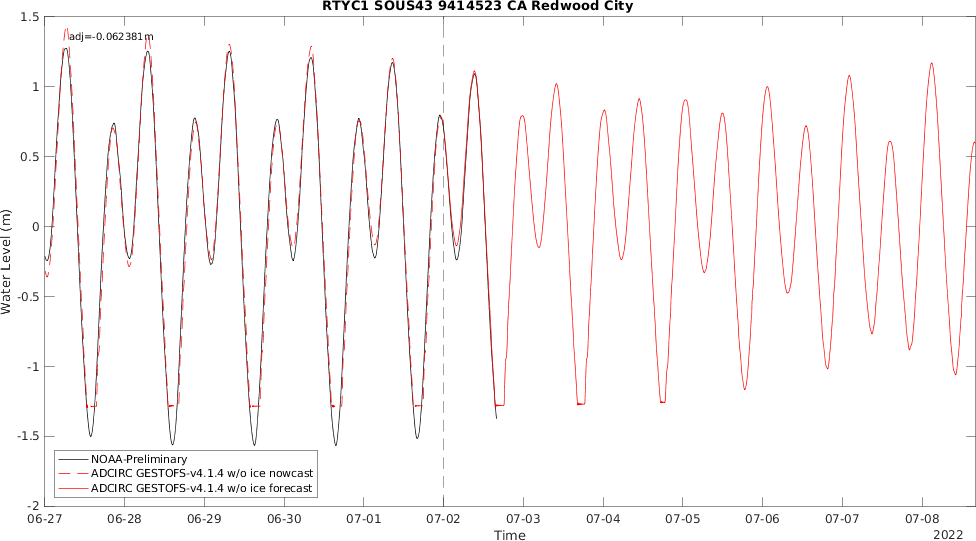 RTYC1 SOUS43 9414523 CA Redwood City
adj=-0.062381m
1.5
1
0.5
0
-0.5
-1
-1.5
-2
Water Level (m)
NOAA-Preliminary
ADCIRC GESTOFS-v4.1.4 w/o ice nowcast
ADCIRC GESTOFS-v4.1.4 w/o ice forecast
06-27 06-28 06-29 06-30 07-01 07-02 07-03 07-04 07-05 07-06 07-07 07-08
Time
2022